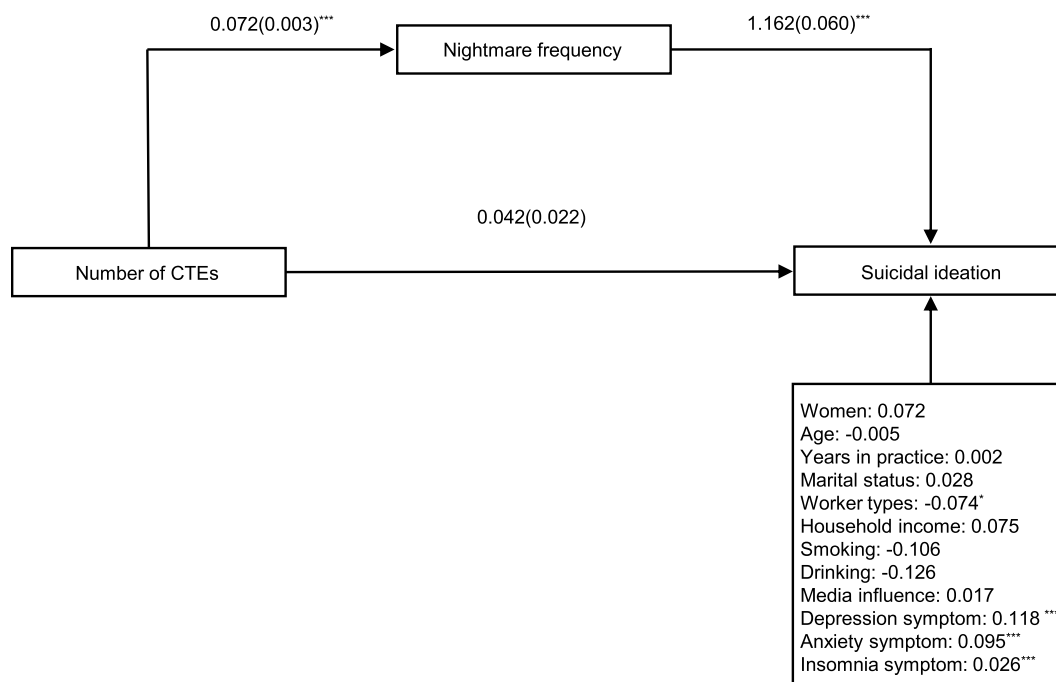 0.072(0.003)***
1.162(0.060)***
Nightmare frequency
0.042(0.022)
Number of CTEs
Suicidal ideation
Women: 0.072
Age: -0.005
Years in practice: 0.002
Marital status: 0.028
Worker types: -0.074*
Household income: 0.075
Smoking: -0.106
Drinking: -0.126
Media influence: 0.017
Depression symptom: 0.118 ***
Anxiety symptom: 0.095***
Insomnia symptom: 0.026***